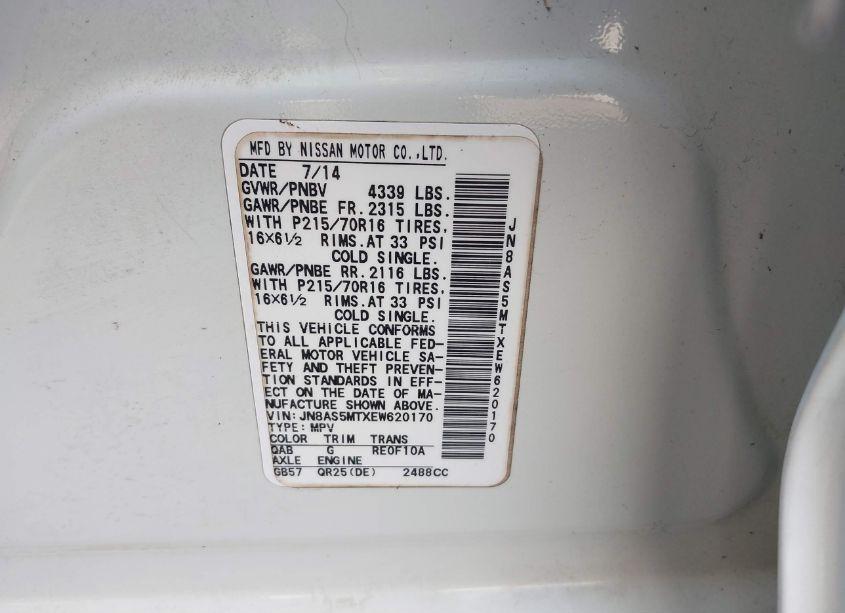 MFD BY NISSAN MOTOR CO.,LTD.
DATE 7/14
GVWR/PNBV 4339 LBS.
GAWR/PNBE FR. 2315 LBS.
WITH P215/70R16 TIRES,
16X6½ RIMS. AT 33 PSI
COLD SINGLE.
GAWR/PNBE RR. 2116 LBS.
WITH P215/70R16 TIRES,
16X6½ RIMS. AT 33 PSI
COLD SINGLE.
THIS VEHICLE CONFORMS
TO ALL APPLICABLE FED-
ERAL MOTOR VEHICLE SA-
FETY AND THEFT PREVEN-
TION STANDARDS IN EFF-
ECT ON THE DATE OF MA-
NUFACTURE SHOWN ABOVE.
VIN: JN8AS5MTXEW620170
TYPE: MPV
COLOR TRIM TRANS
QAB G RE0F10A
AXLE ENGINE
GB57 QR25(DE) 2488CC
JN8AS5MTXEW620170